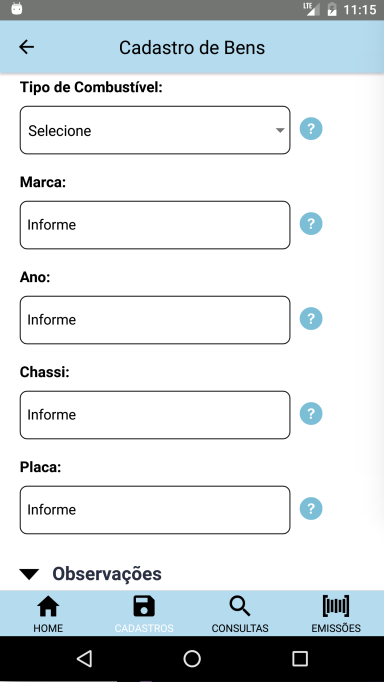 LTE 11:15
Cadastro de Bens
Tipo de Combustível:
Selecione ?
Marca:
Informe ?
Ano:
Informe ?
Chassi:
Informe ?
Placa:
Informe ?
Observações
HOME CADASTROS CONSULTAS EMISSÕES